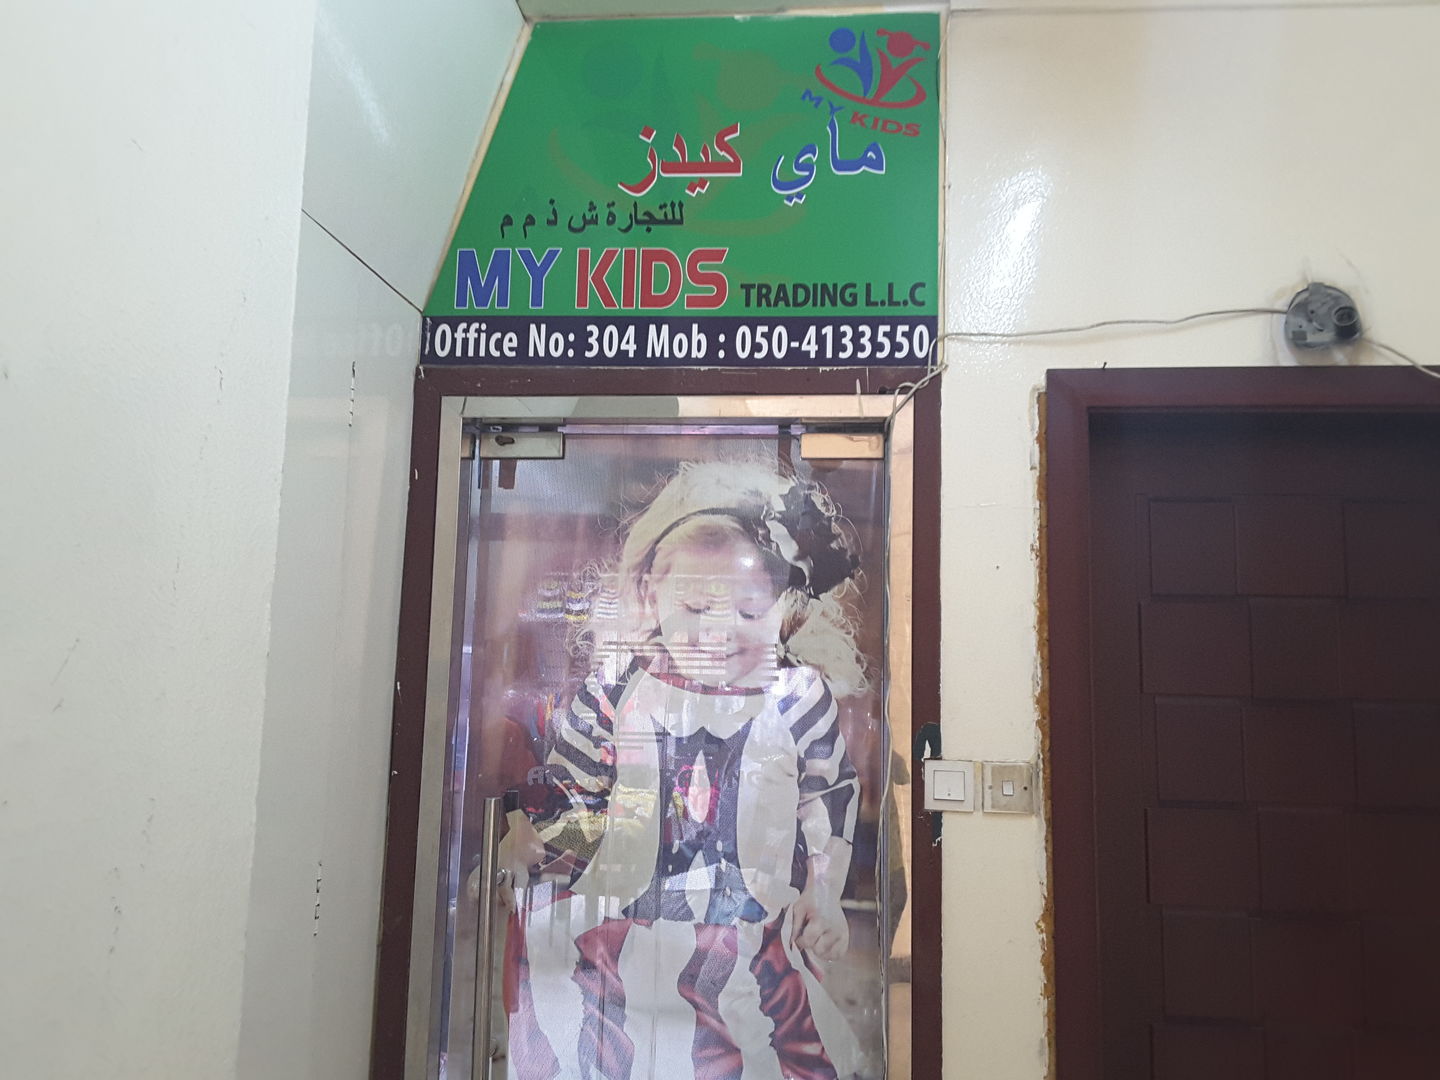 MY KIDS
ماي كيدز
للتجارة ش ذ م م
MY KIDS TRADING L.L.C
Office No: 304 Mob : 050-4133550